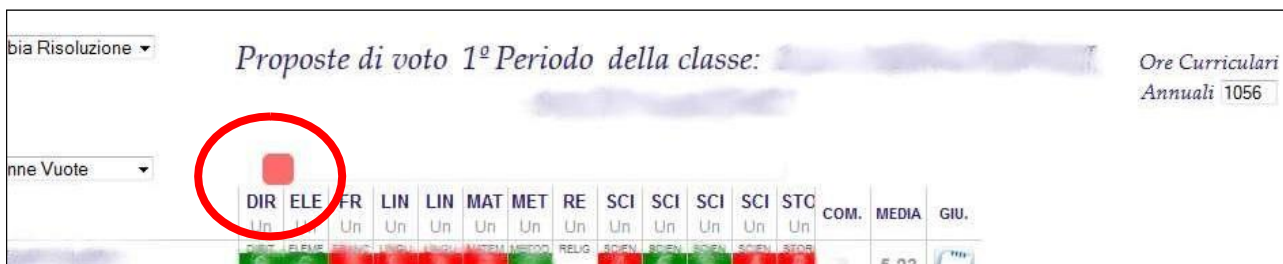 bia Risoluzione
Proposte di voto 1º Periodo della classe:
Ore Curriculari
Annuali 1056
nne Vuote
DIR ELE FR LIN LIN MAT MET RE SCI SCI SCI SCI STO COM. MEDIA GIU.
Un Un Un Un Un Un Un Un Un Un Un Un Un
RELIG